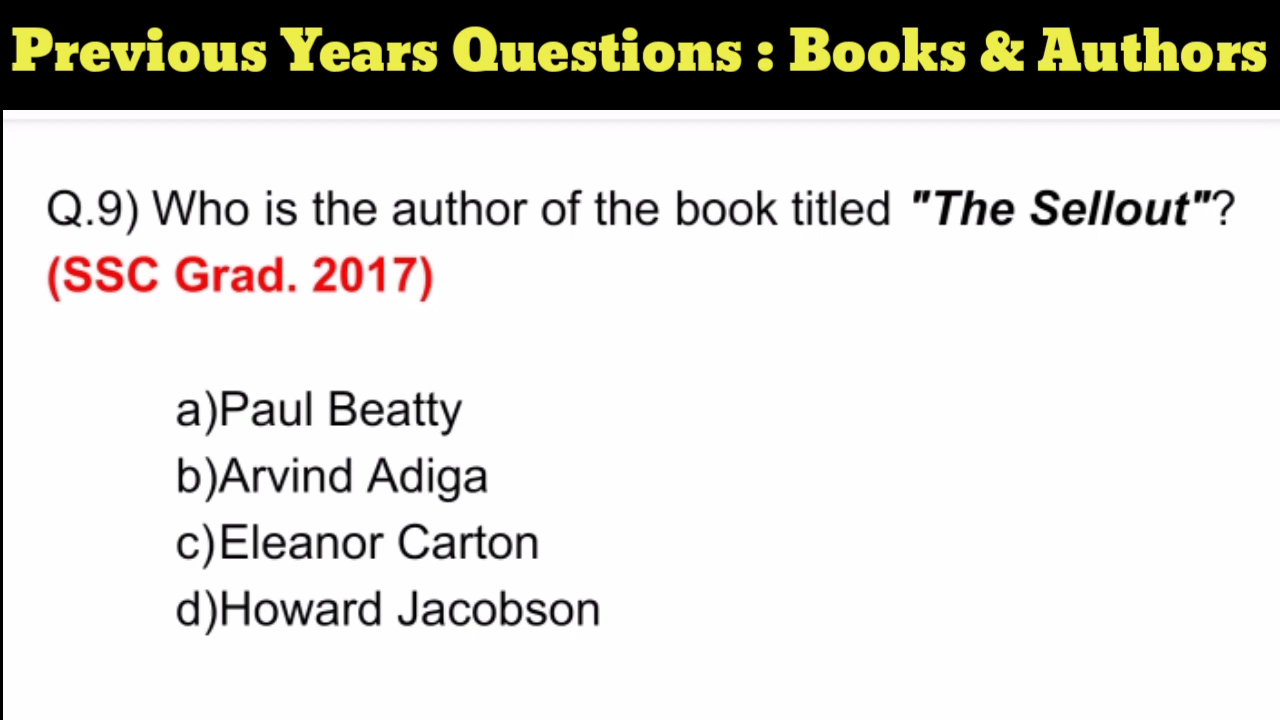 Previous Years Questions : Books & Authors
Q.9) Who is the author of the book titled "The Sellout"?
(SSC Grad. 2017)
a)Paul Beatty
b)Arvind Adiga
c)Eleanor Carton
d)Howard Jacobson